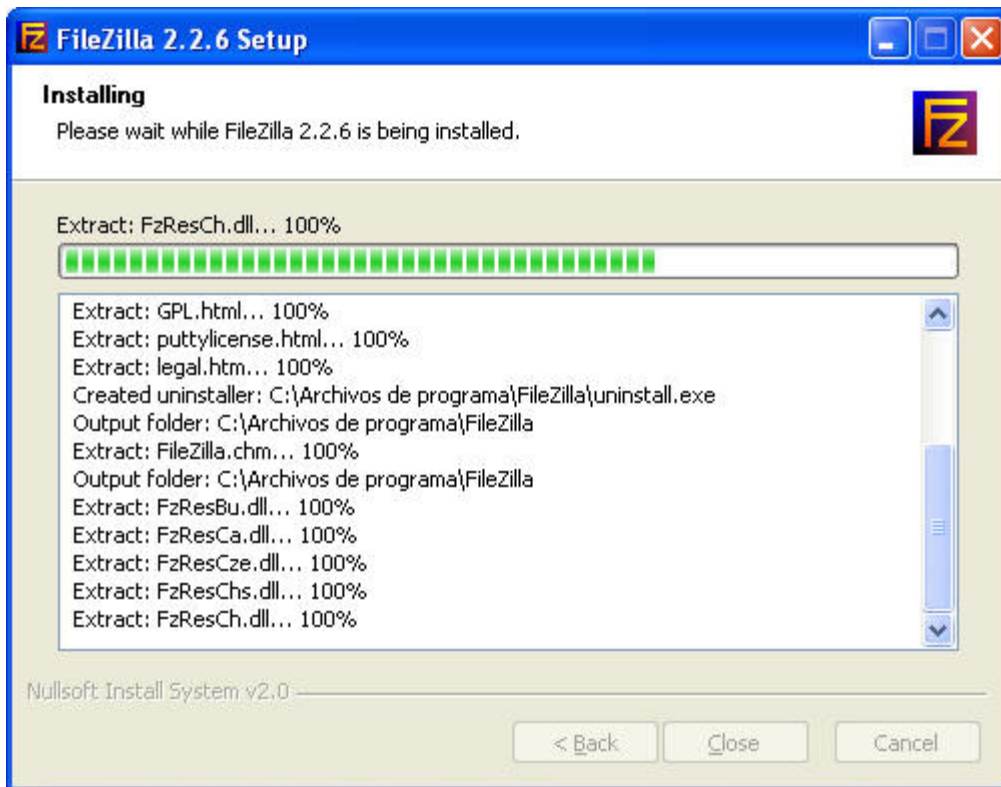 FZ FileZilla 2.2.6 Setup
Installing
Please wait while FileZilla 2.2.6 is being installed.
FZ
Extract: FzResCh.dll... 100%
Extract: GPL.html... 100%
Extract: puttylicense.html... 100%
Extract: legal.htm... 100%
Created uninstaller: C:\Archivos de programa\FileZilla\uninstall.exe
Output folder: C:\Archivos de programa\FileZilla
Extract: FileZilla.chm... 100%
Output folder: C:\Archivos de programa\FileZilla
Extract: FzResBu.dll... 100%
Extract: FzResCa.dll... 100%
Extract: FzResCze.dll... 100%
Extract: FzResChs.dll... 100%
Extract: FzResCh.dll... 100%
Nullsoft Install System v2.0
< Back Close Cancel